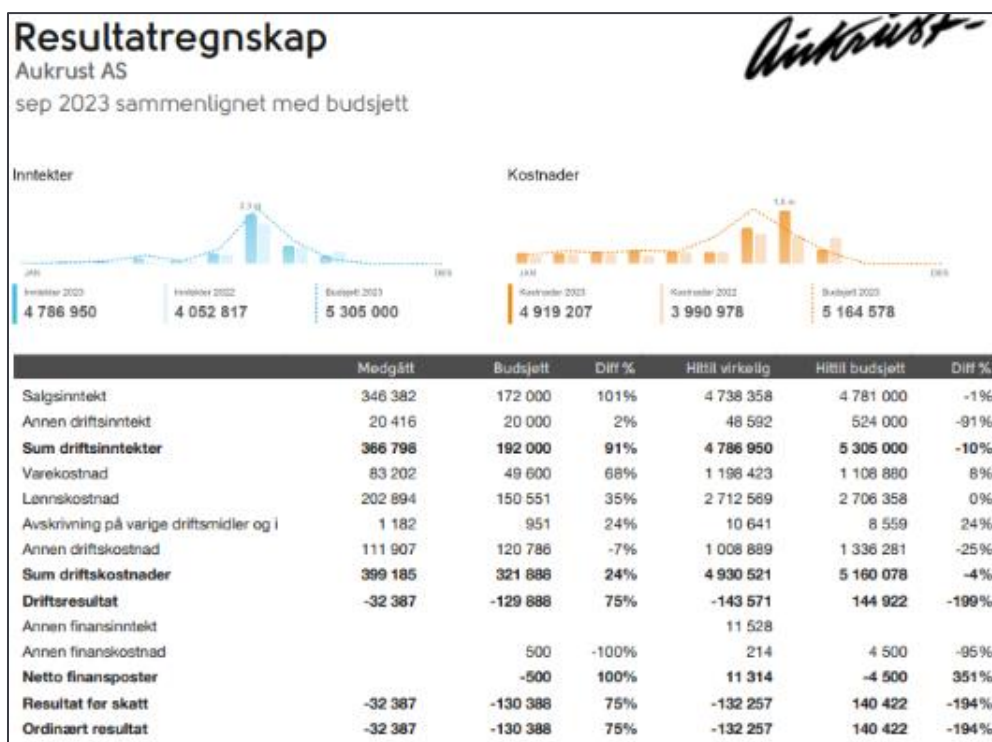 Resultatregnskap
Aukrust AS
sep 2023 sammenlignet med budsjett
Aukrust-
Inntekter
Kostnader
2,3 m
1,8 m
JAN DES
JAN DES
Inntekter 2023 Inntekter 2022 Budsjett 2023
4 786 950 4 052 817 5 305 000
Kostnader 2023 Kostnader 2022 Budsjett 2023
4 919 207 3 990 978 5 164 578
Medgått Budsjett Diff % Hittil virkelig Hittil budsjett Diff %
Salgsinntekt 346 382 172 000 101% 4 738 358 4 781 000 -1%
Annen driftsinntekt 20 416 20 000 2% 48 592 524 000 -91%
Sum driftsinntekter 366 798 192 000 91% 4 786 950 5 305 000 -10%
Varekostnad 83 202 49 600 68% 1 198 423 1 108 880 8%
Lønnskostnad 202 894 150 551 35% 2 712 569 2 706 358 0%
Avskrivning på varige driftsmidler og i 1 182 951 24% 10 641 8 559 24%
Annen driftskostnad 111 907 120 786 -7% 1 008 889 1 336 281 -25%
Sum driftskostnader 399 185 321 888 24% 4 930 521 5 160 078 -4%
Driftsresultat -32 387 -129 888 75% -143 571 144 922 -199%
Annen finansinntekt 11 528
Annen finanskostnad 500 -100% 214 4 500 -95%
Netto finansposter -500 100% 11 314 -4 500 351%
Resultat før skatt -32 387 -130 388 75% -132 257 140 422 -194%
Ordinært resultat -32 387 -130 388 75% -132 257 140 422 -194%